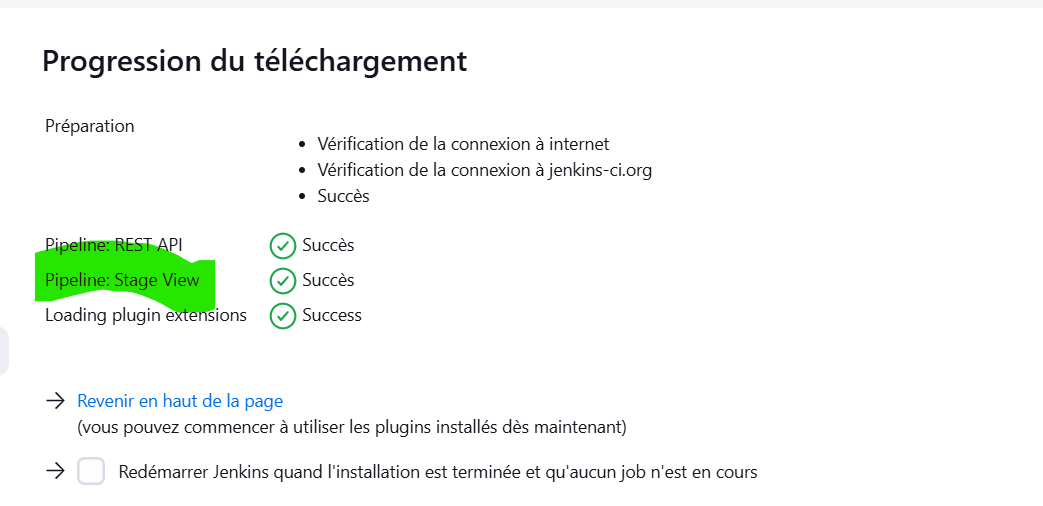 Progression du téléchargement
Préparation
Vérification de la connexion à internet
Vérification de la connexion à jenkins-ci.org
Succès
Pipeline: REST API Succès
Pipeline: Stage View Succès
Loading plugin extensions Success
Revenir en haut de la page
(vous pouvez commencer à utiliser les plugins installés dès maintenant)
Redémarrer Jenkins quand l'installation est terminée et qu'aucun job n'est en cours